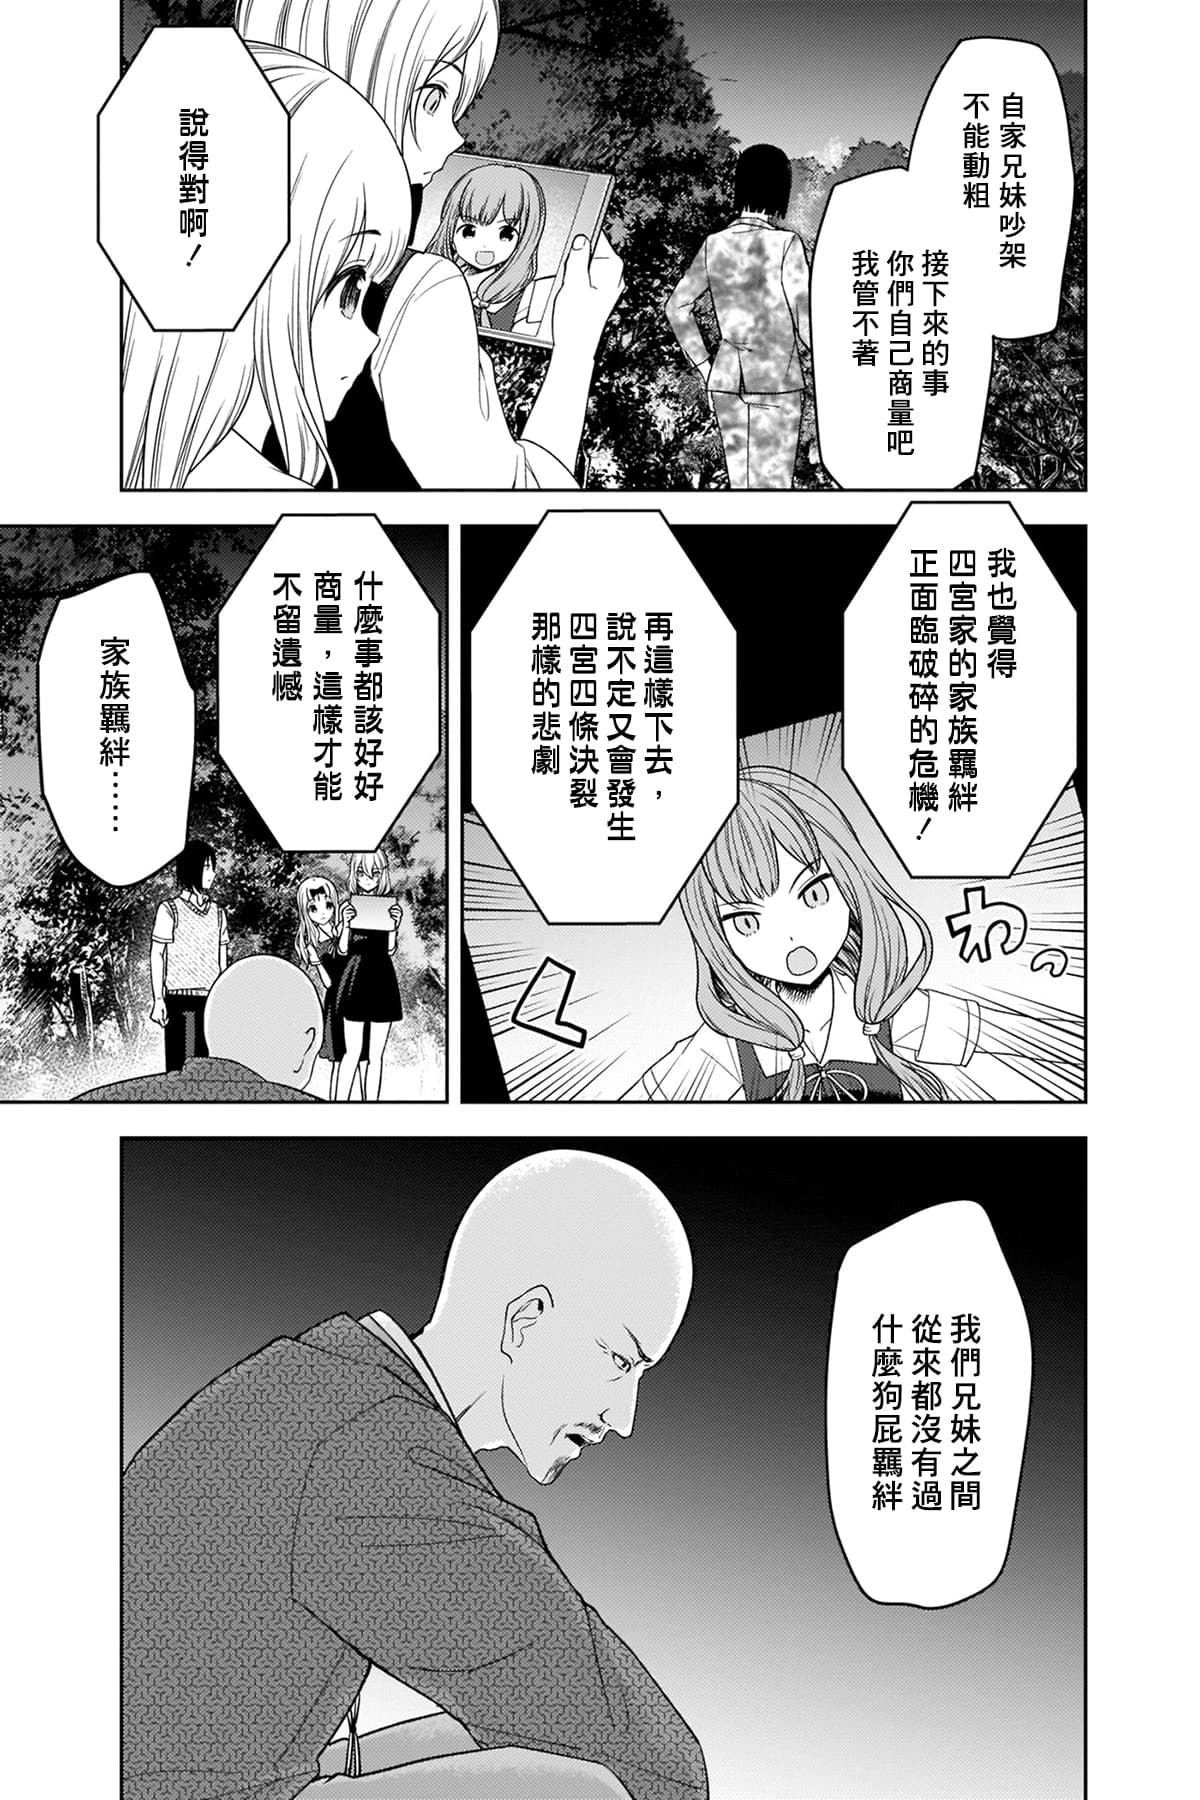 自家兄妹吵架
不能動粗
接下來的事
你們自己商量吧
我管不著
說得對啊！
我也覺得
四宮家的家族羈絆
正面臨破碎的危機！
わーっ
再這樣下去，
說不定又會發生
四宮四條決裂
那樣的悲劇
ぐい
什麼事都該好好
商量，這樣才能
不留遺憾
家族羈絆……
我們兄妹之間
從來都沒有過
什麼狗屁羈絆